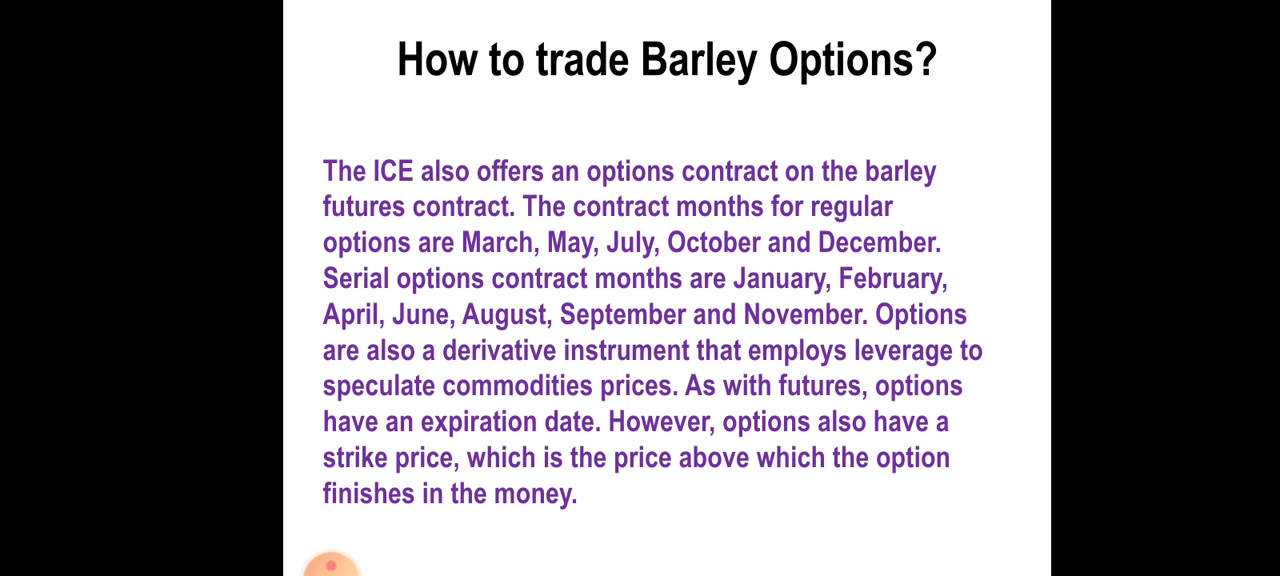 How to trade Barley Options?
The ICE also offers an options contract on the barley
futures contract. The contract months for regular
options are March, May, July, October and December.
Serial options contract months are January, February,
April, June, August, September and November. Options
are also a derivative instrument that employs leverage to
speculate commodities prices. As with futures, options
have an expiration date. However, options also have a
strike price, which is the price above which the option
finishes in the money.